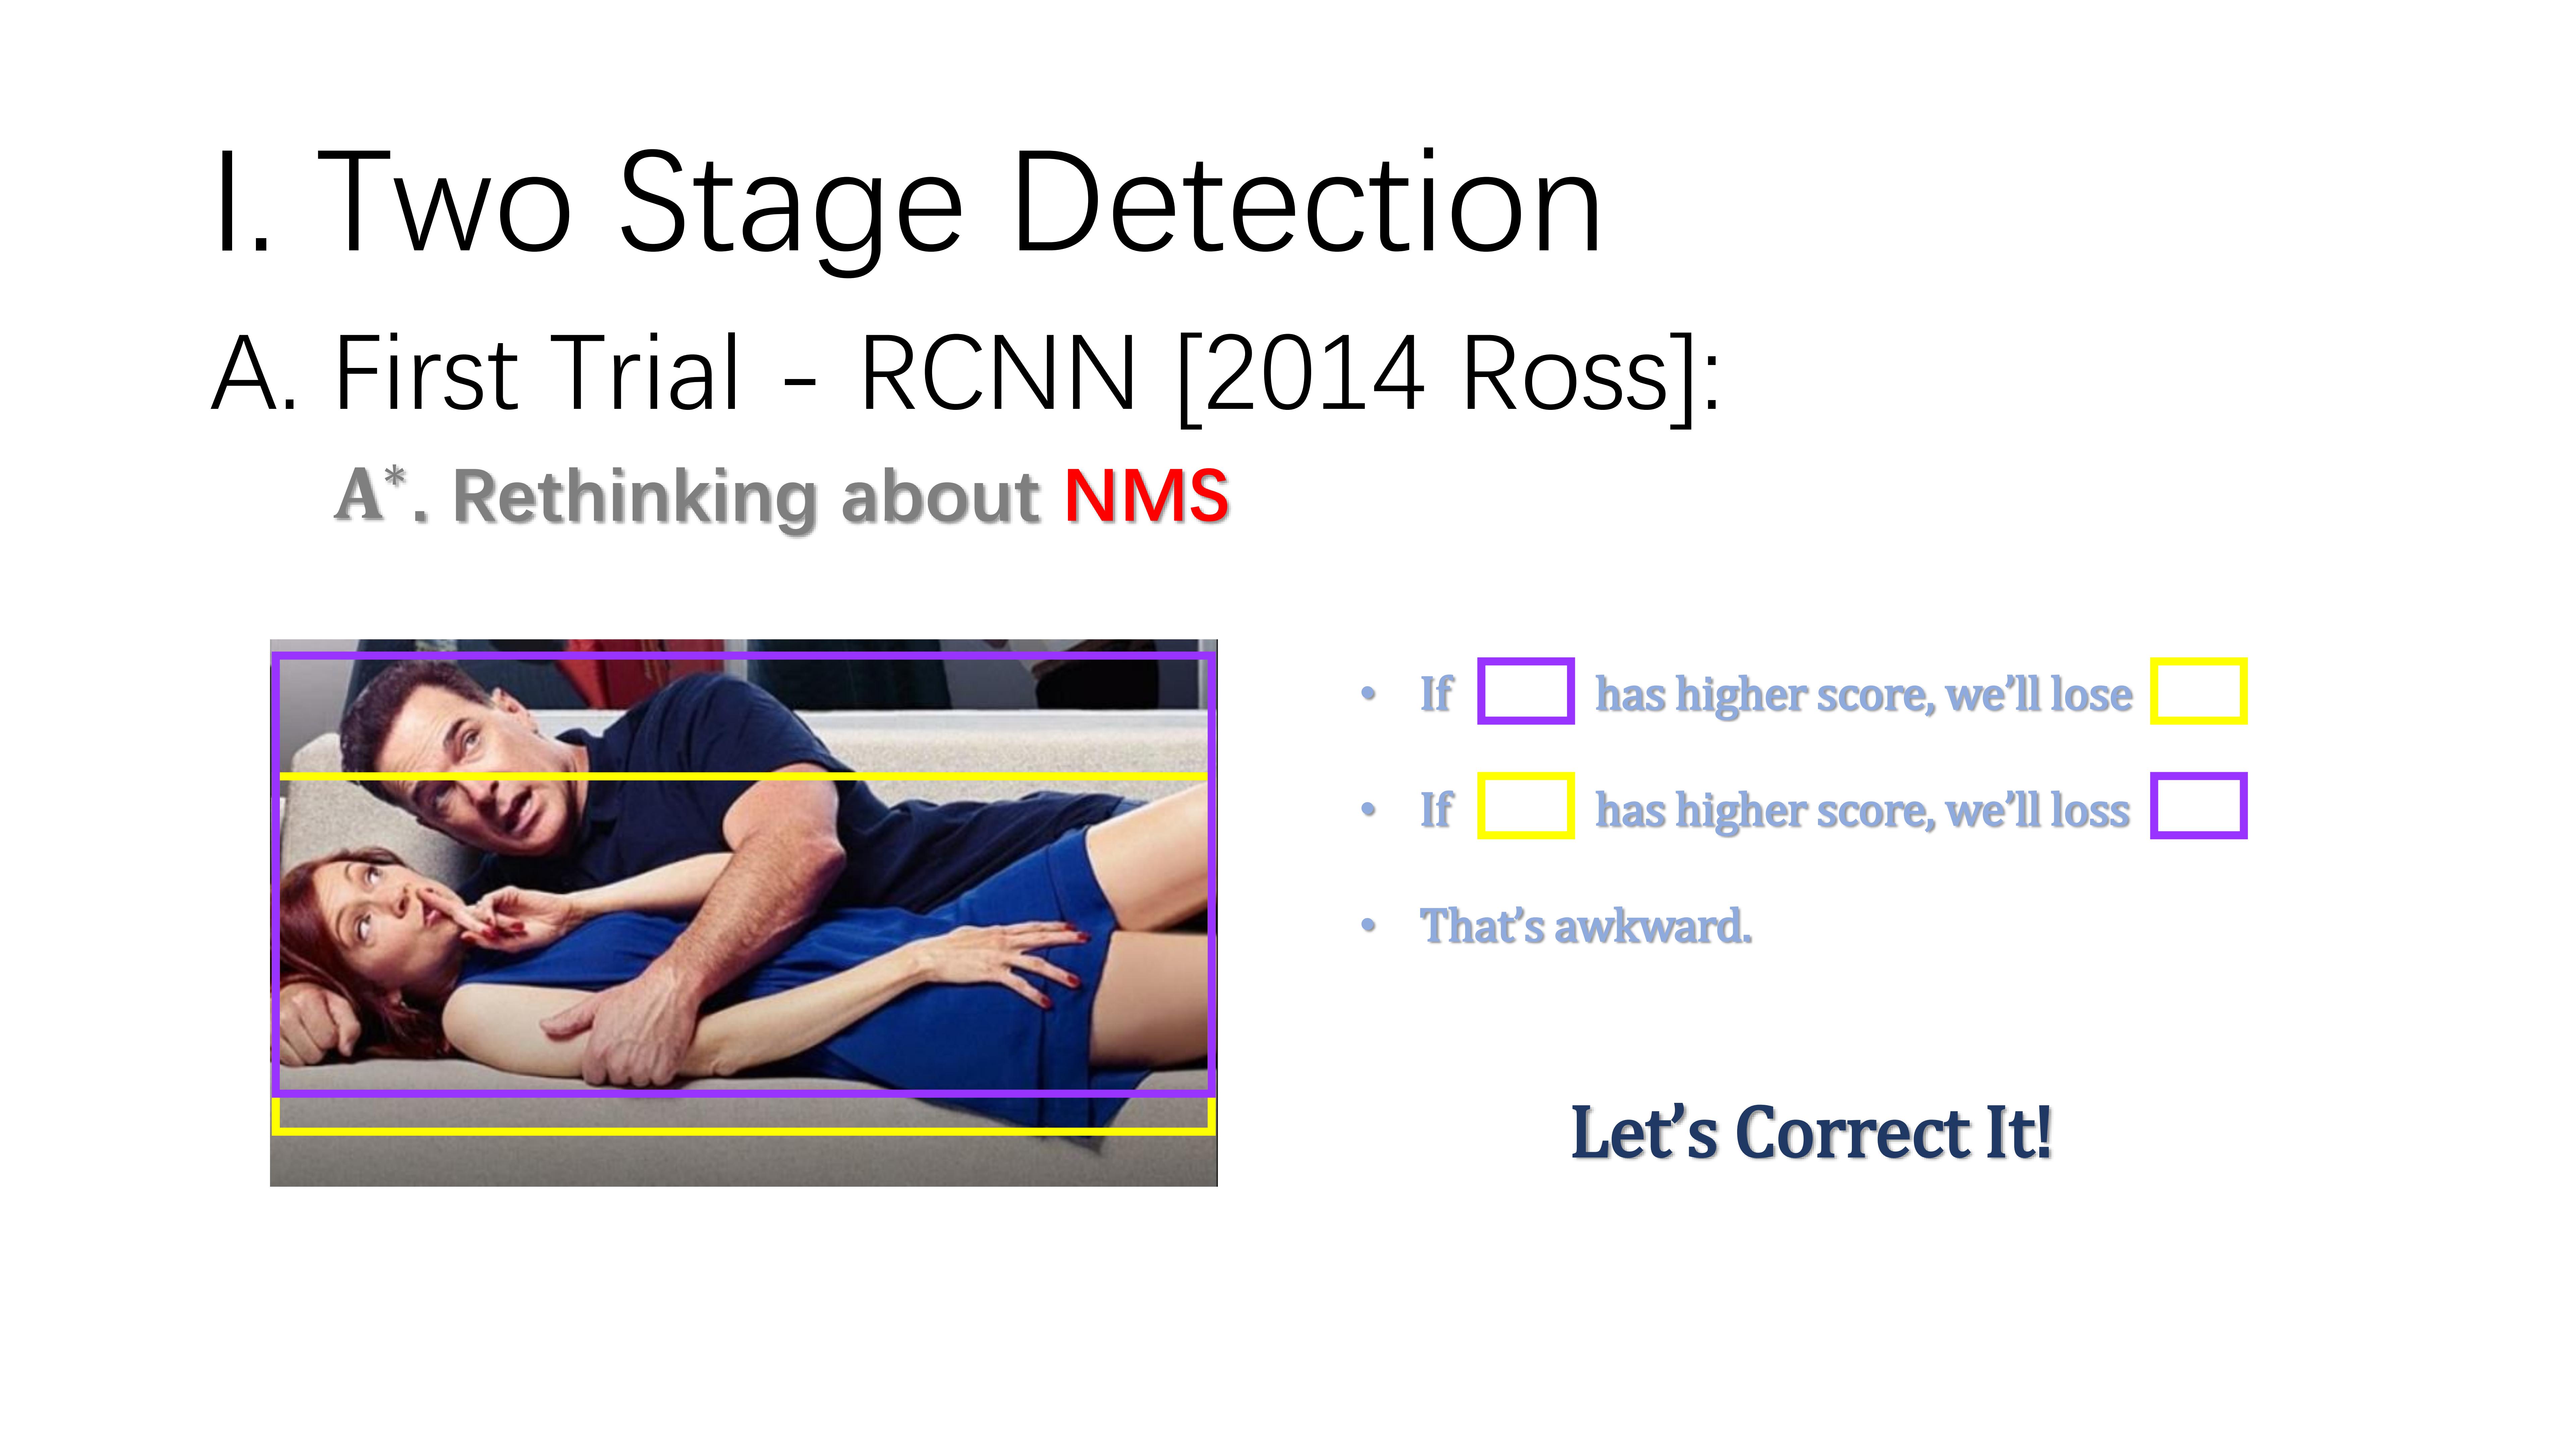 I. Two Stage Detection
A. First Trial - RCNN [2014 Ross]:
A*. Rethinking about NMS
• If has higher score, we’ll lose
• If has higher score, we’ll loss
• That’s awkward.
Let’s Correct It!